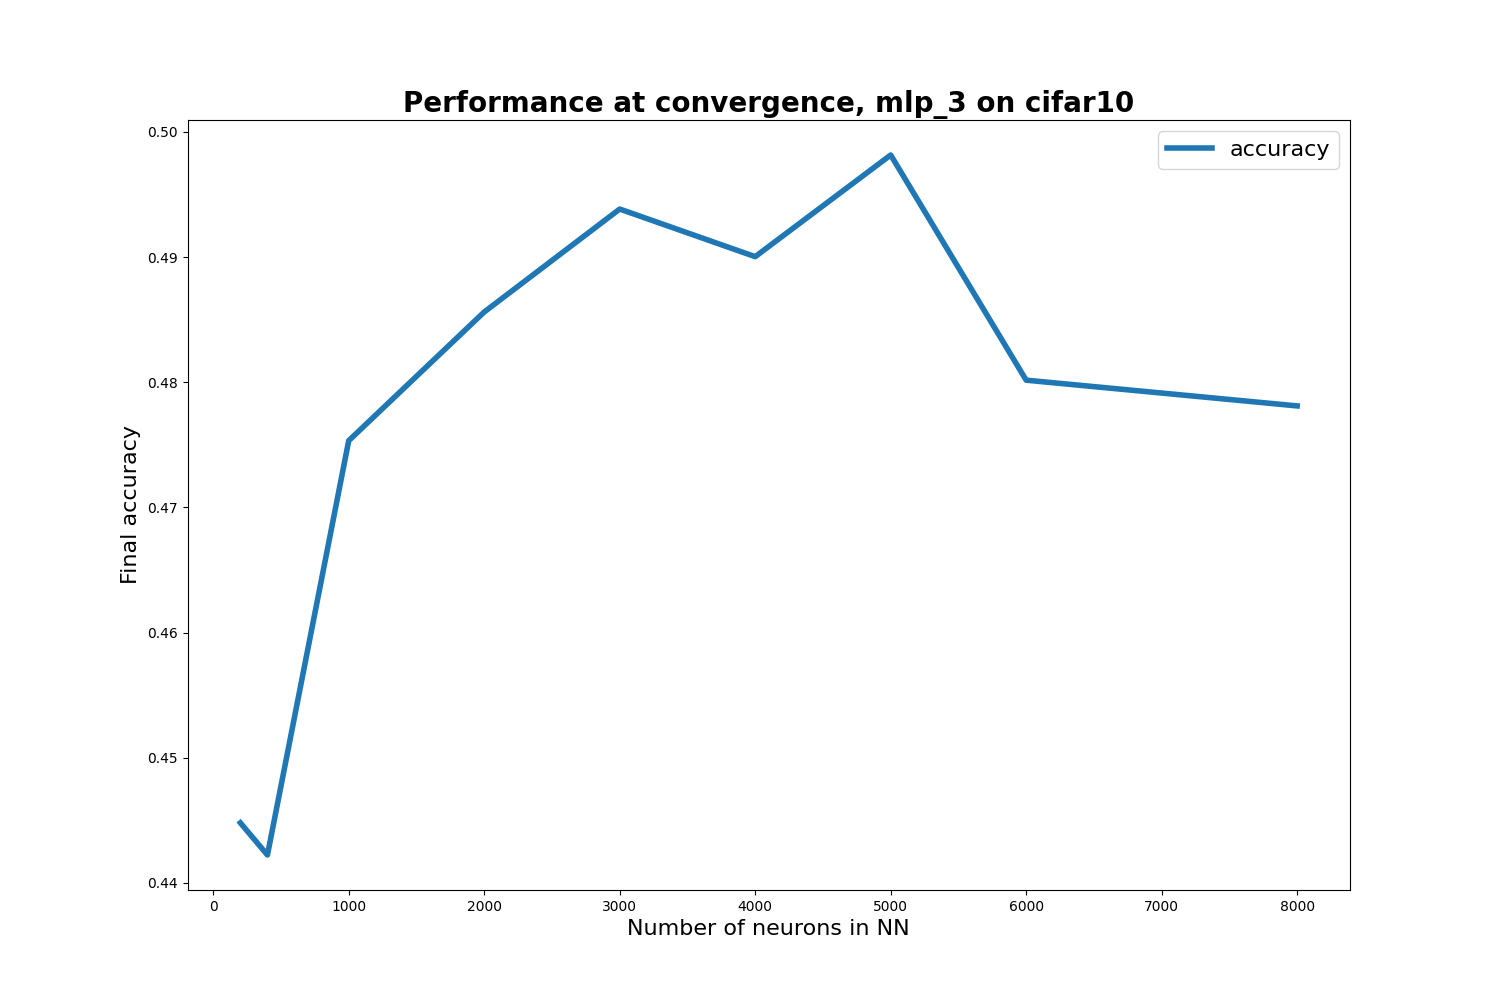 Performance at convergence, mlp_3 on cifar10
accuracy
0.50
0.49
0.48
0.47
0.46
0.45
0.44
Final accuracy
0 1000 2000 3000 4000 5000 6000 7000 8000
Number of neurons in NN